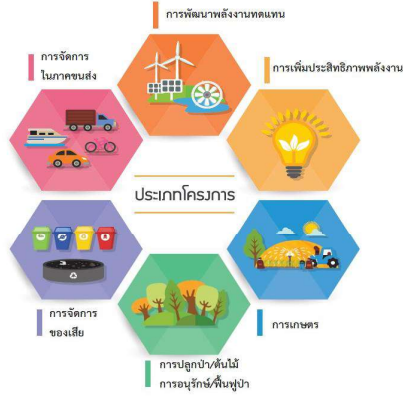 การพัฒนาพลังงานทดแทน
การเพิ่มประสิทธิภาพพลังงาน
การจัดการ
ในภาคขนส่ง
ประเภทโครงการ
การจัดการ
ของเสีย
การเกษตร
การปลูกป่า/ต้นไม้
การอนุรักษ์/ฟื้นฟูป่า